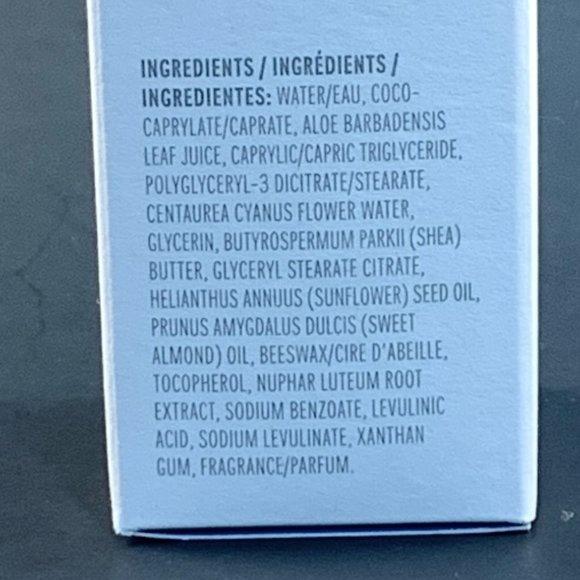 INGREDIENTS / INGRÉDIENTS /
INGREDIENTES: WATER/EAU, COCO-
CAPRYLATE/CAPRATE, ALOE BARBADENSIS
LEAF JUICE, CAPRYLIC/CAPRIC TRIGLYCERIDE,
POLYGLYCERYL-3 DICITRATE/STEARATE,
CENTAUREA CYANUS FLOWER WATER,
GLYCERIN, BUTYROSPERMUM PARKII (SHEA)
BUTTER, GLYCERYL STEARATE CITRATE,
HELIANTHUS ANNUUS (SUNFLOWER) SEED OIL,
PRUNUS AMYGDALUS DULCIS (SWEET
ALMOND) OIL, BEESWAX/CIRE D'ABEILLE,
TOCOPHEROL, NUPHAR LUTEUM ROOT
EXTRACT, SODIUM BENZOATE, LEVULINIC
ACID, SODIUM LEVULINATE, XANTHAN
GUM, FRAGRANCE/PARFUM.